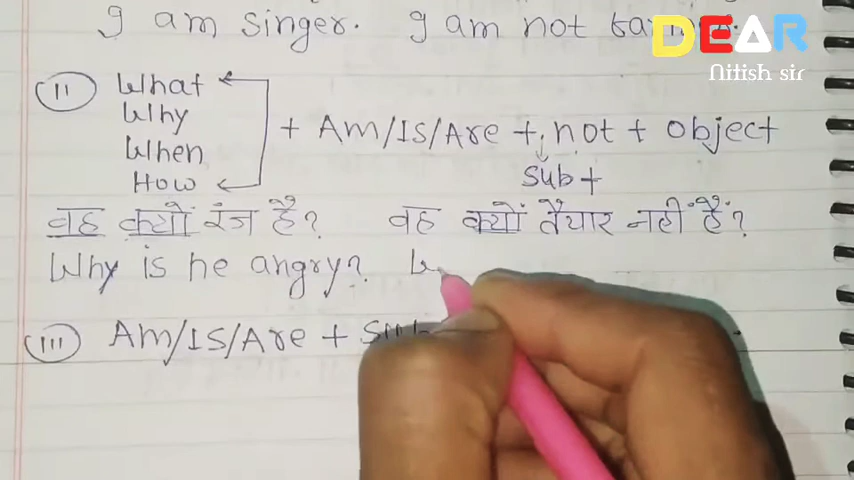 I am singer. I am not
DEAR
Nitish sir
II What
Why
When
How
+ Am/Is/Are + not + object
Sub +
वह क्यों रंज है? वह क्यों तैयार नहीं हैं?
Why is he angry?
III Am/Is/Are + Sub